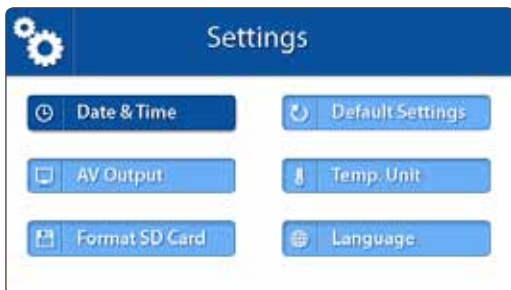 Settings
Date & Time
Default Settings
AV Output
Temp. Unit
Format SD Card
Language